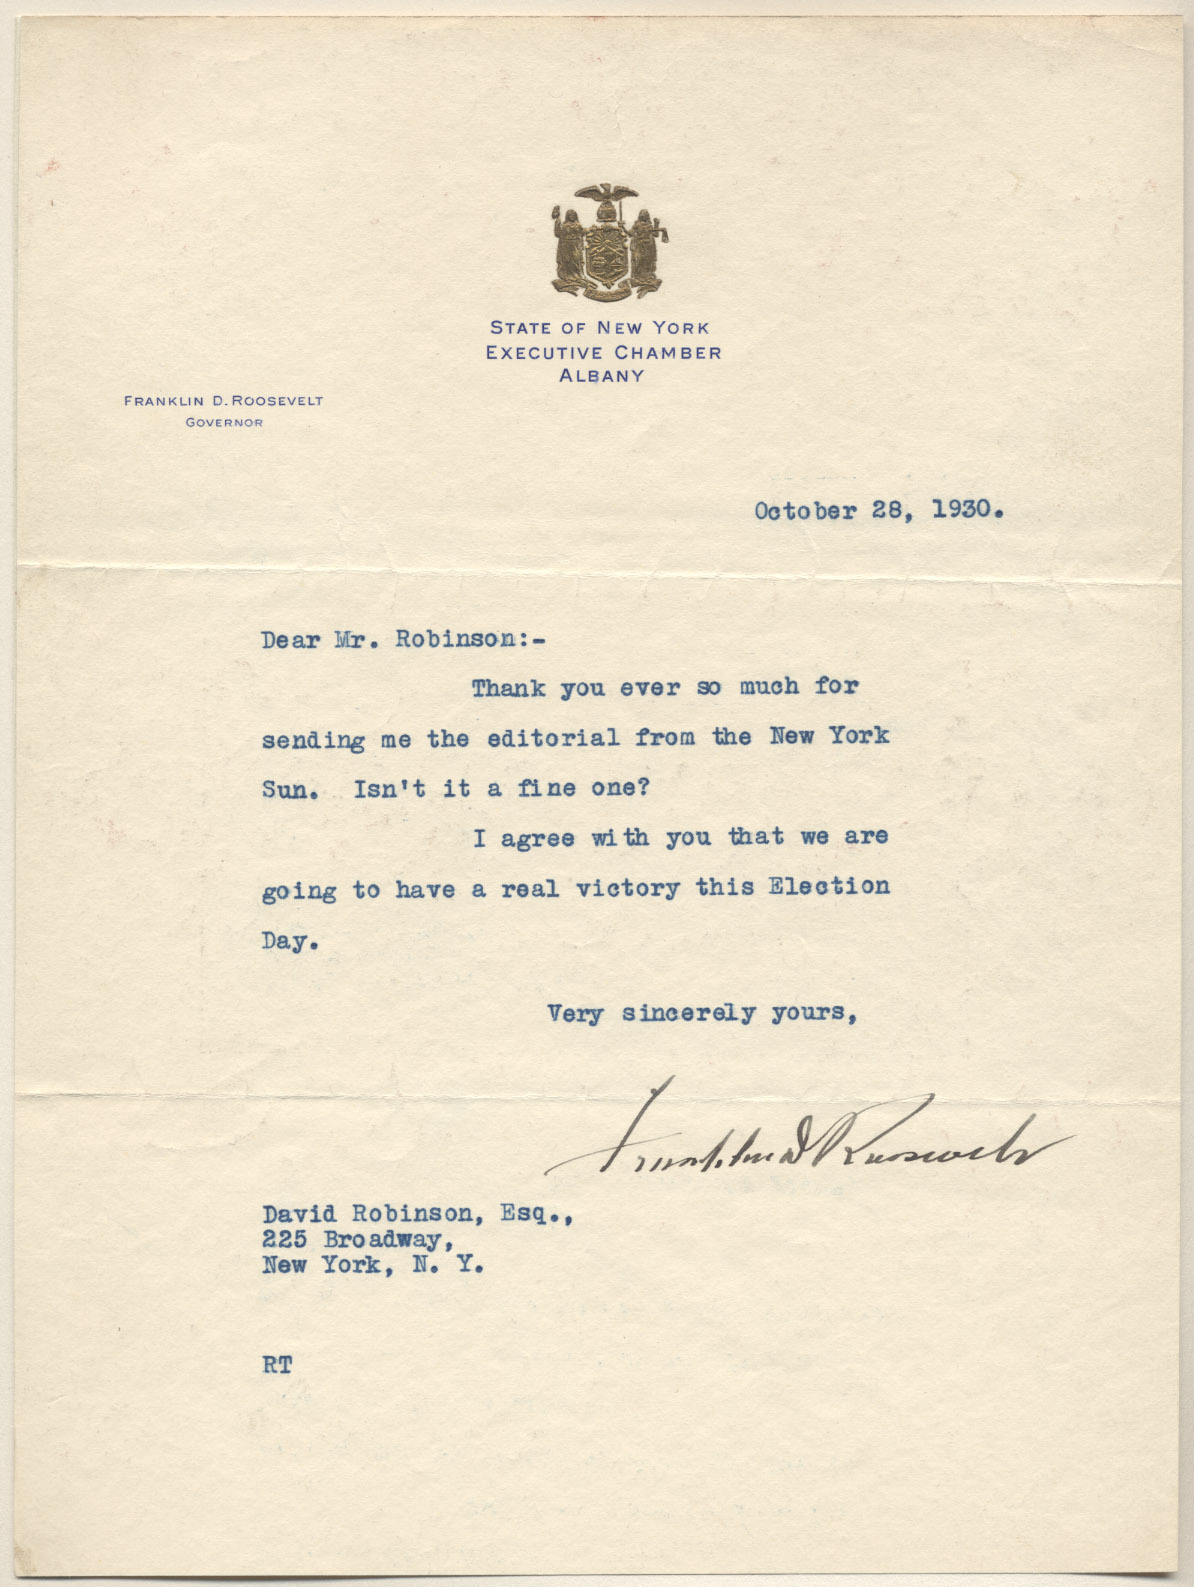 STATE OF NEW YORK
EXECUTIVE CHAMBER
ALBANY
FRANKLIN D. ROOSEVELT
GOVERNOR
October 28, 1930.
Dear Mr. Robinson:-
Thank you ever so much for
sending me the editorial from the New York
Sun. Isn't it a fine one?
I agree with you that we are
going to have a real victory this Election
Day.
Very sincerely yours,
Franklin D Roosevelt
David Robinson, Esq.,
225 Broadway,
New York, N. Y.
RT